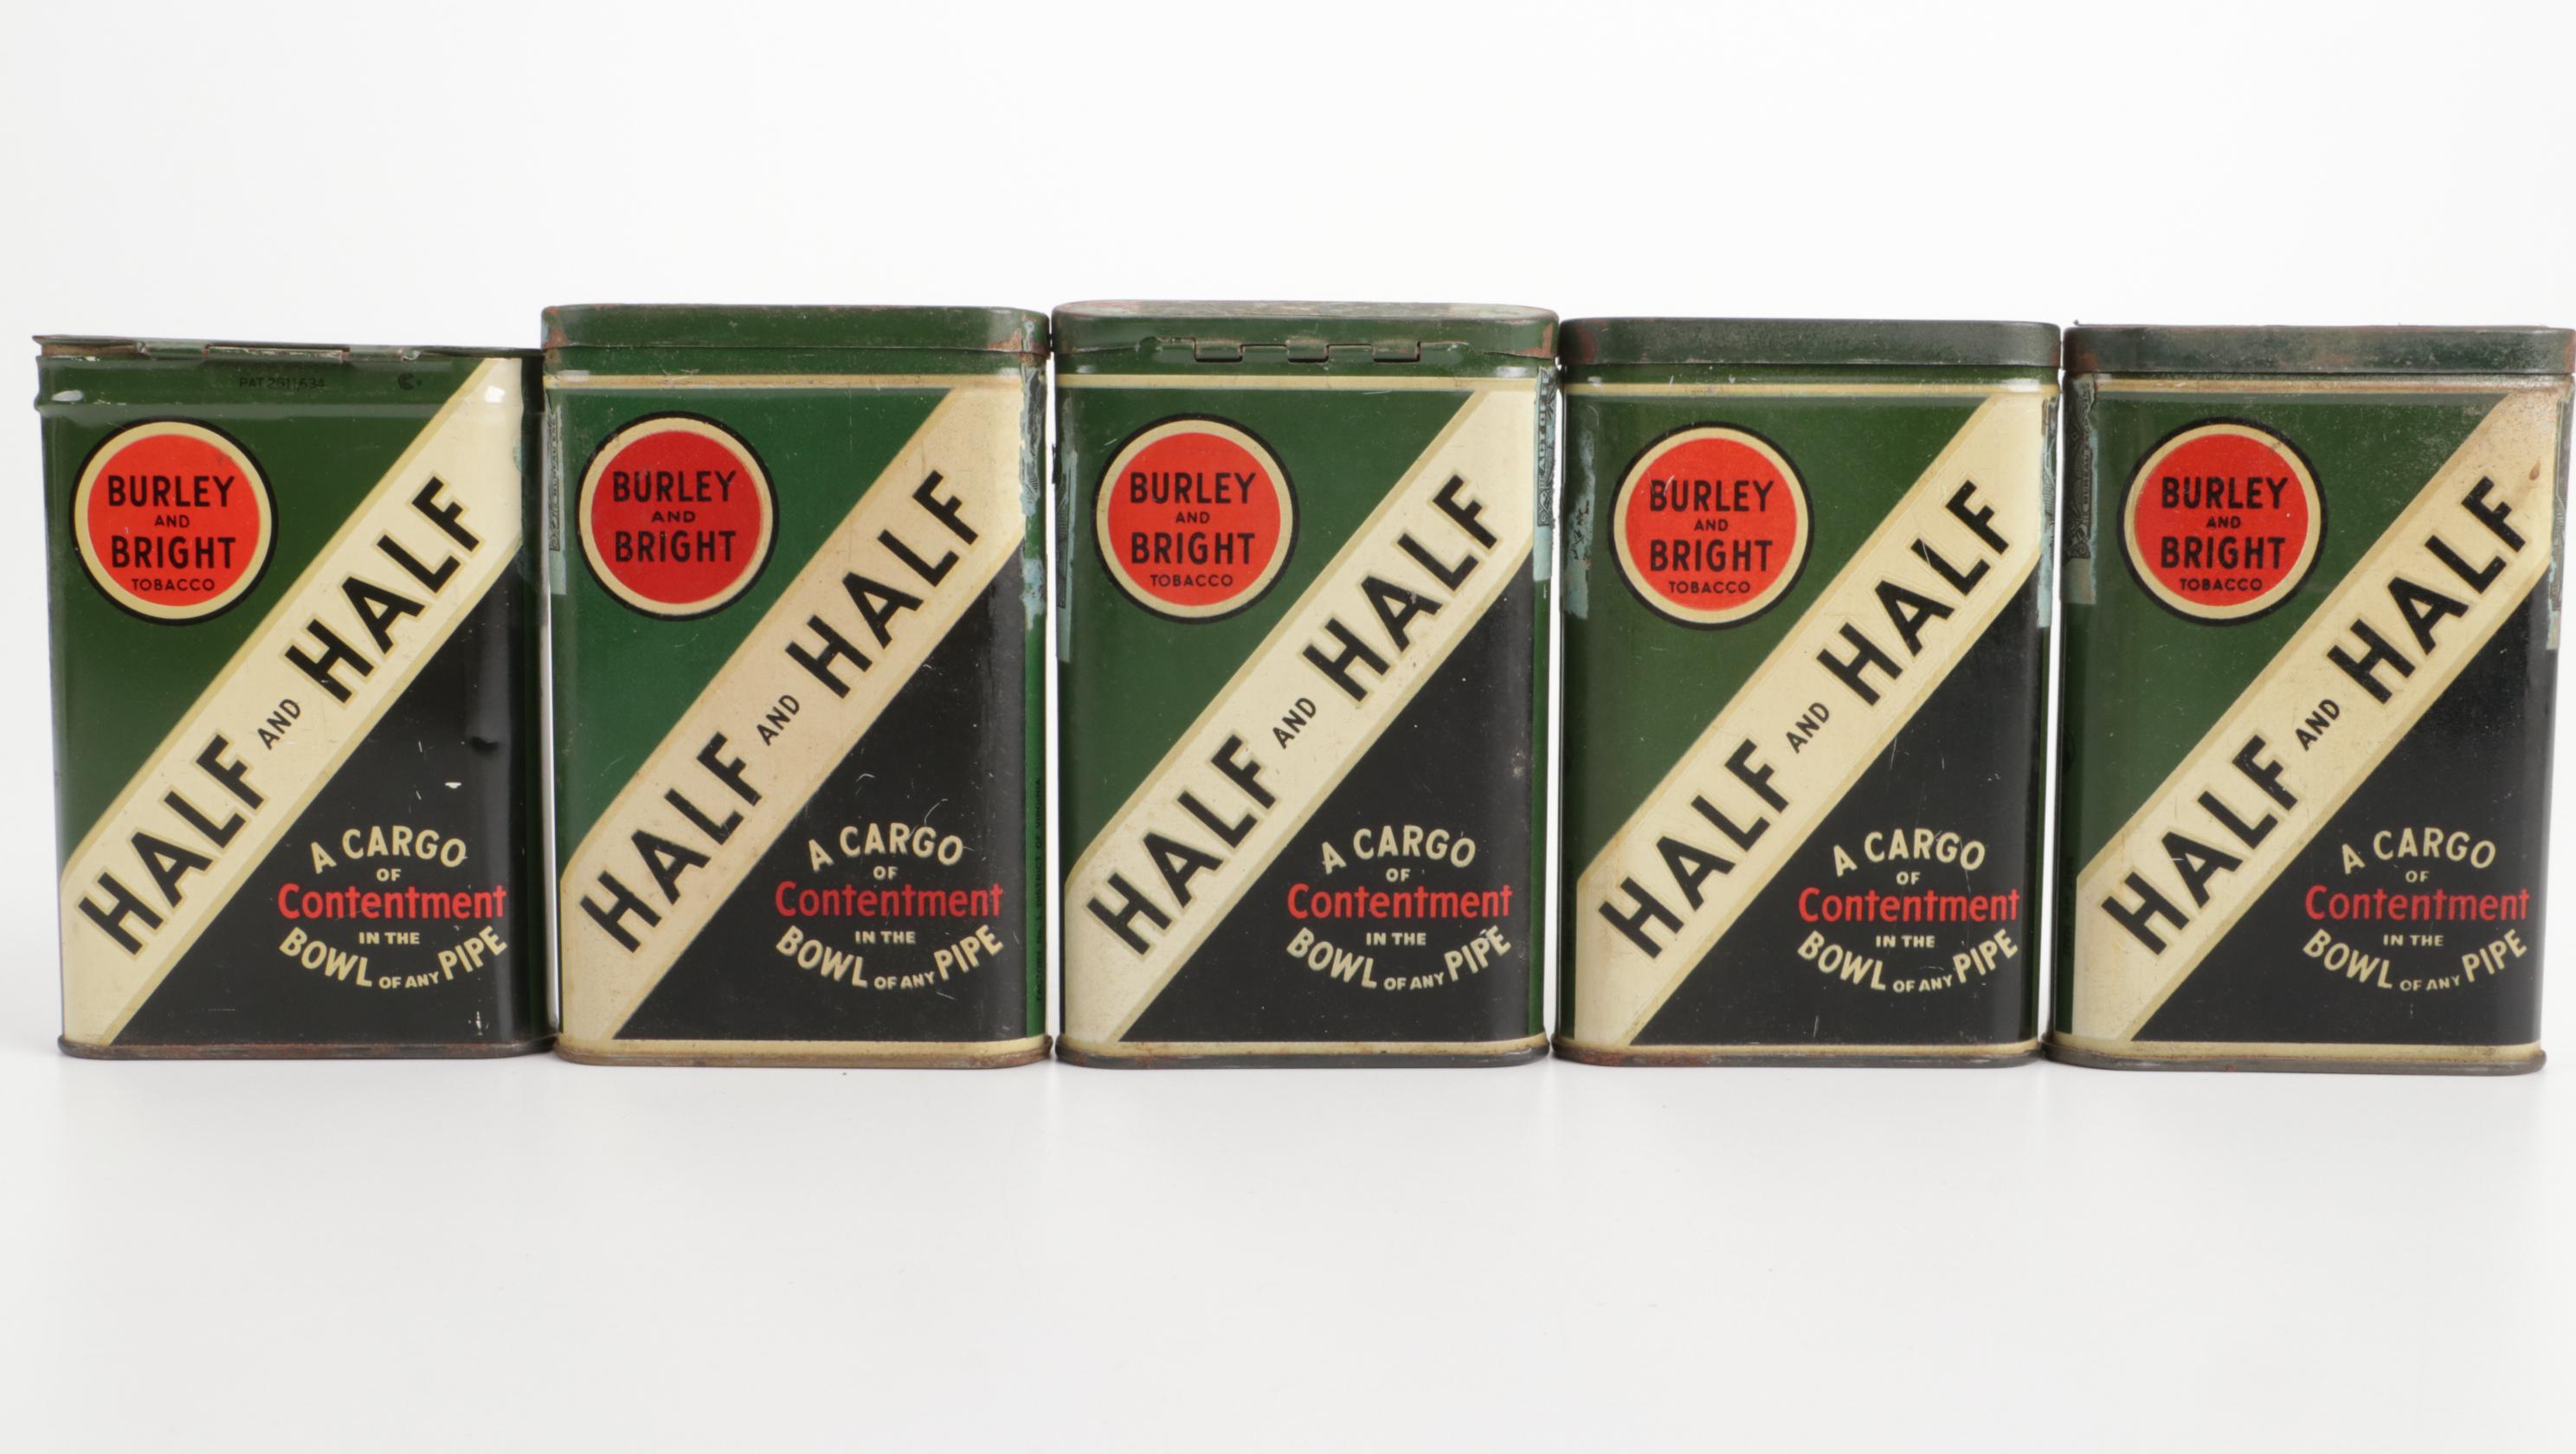 PAT 2511634
BURLEY
AND
BRIGHT
TOBACCO
HALF AND HALF
A CARGO
OF
Contentment
IN THE
BOWL OF ANY PIPE
BURLEY
AND
BRIGHT
HALF AND HALF
A CARGO
OF
Contentment
IN THE
BOWL OF ANY PIPE
BURLEY
AND
BRIGHT
TOBACCO
HALF AND HALF
A CARGO
OF
Contentment
IN THE
BOWL OF ANY PIPE
BURLEY
AND
BRIGHT
TOBACCO
HALF AND HALF
A CARGO
OF
Contentment
IN THE
BOWL OF ANY PIPE
BURLEY
AND
BRIGHT
TOBACCO
HALF AND HALF
A CARGO
OF
Contentment
IN THE
BOWL OF ANY PIPE